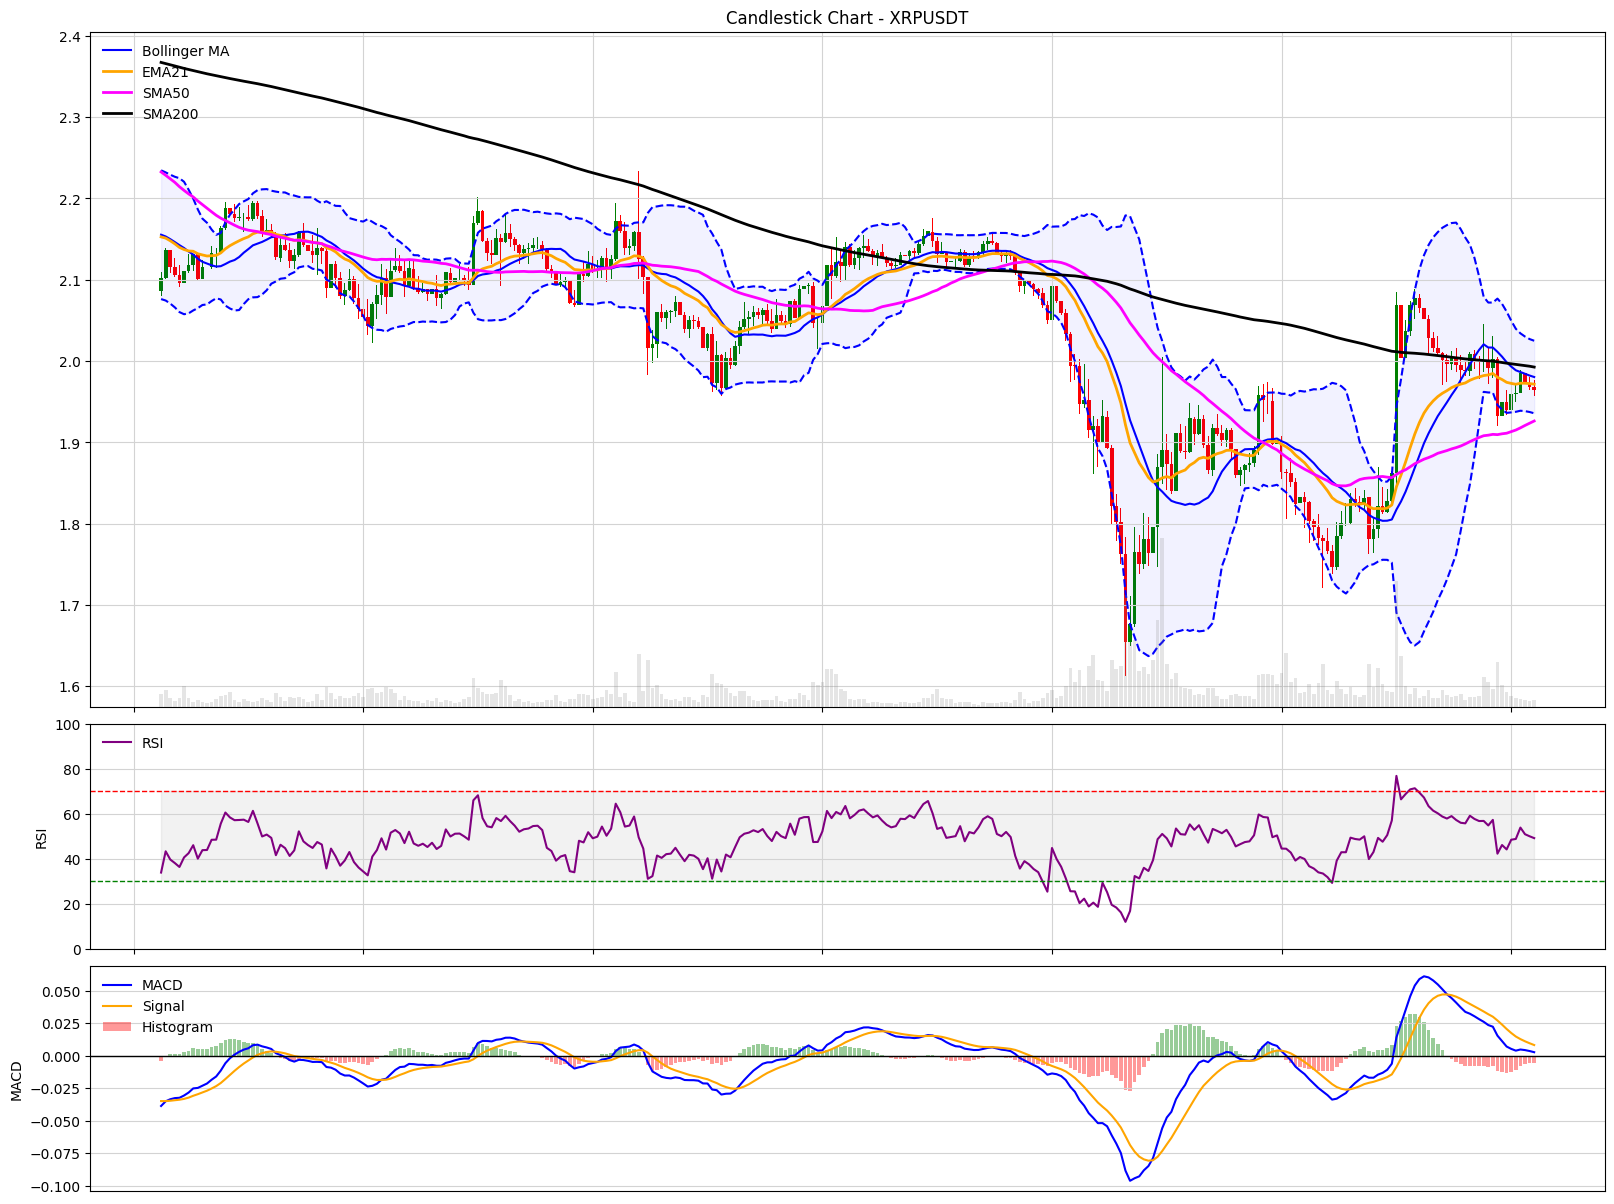 Candlestick Chart - XRPUSDT
2.4
2.3
2.2
2.1
2.0
1.9
1.8
1.7
1.6
Bollinger MA
EMA21
SMA50
SMA200
100
80
60
40
20
0
RSI
RSI
0.050
0.025
0.000
−0.025
−0.050
−0.075
−0.100
MACD
MACD
Signal
Histogram